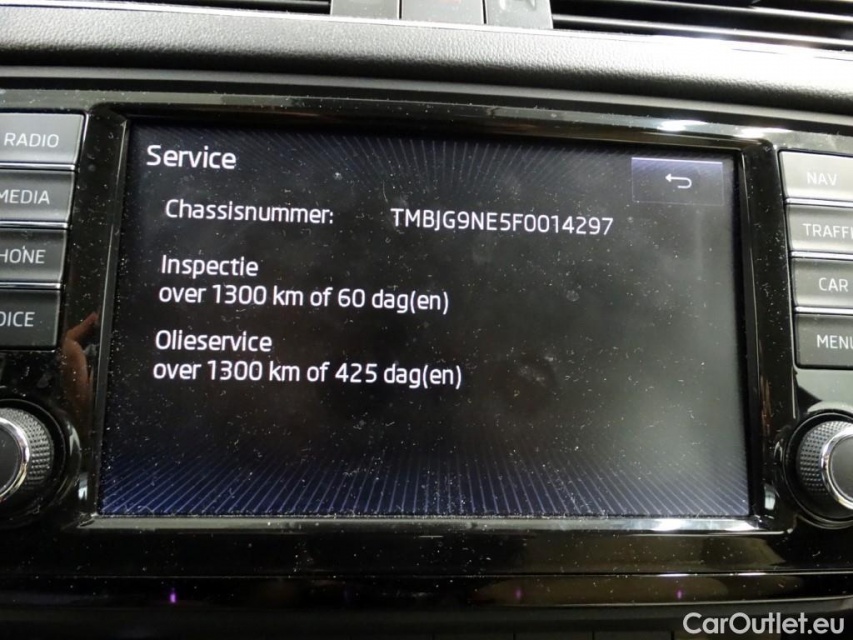 Service
Chassisnummer: TMBJG9NE5F0014297
Inspectie
over 1300 km of 60 dag(en)
Olieservice
over 1300 km of 425 dag(en)
RADIO
MEDIA
HONE
OICE
NAV
TRAFFI
CAR
MENU
CarOutlet.eu